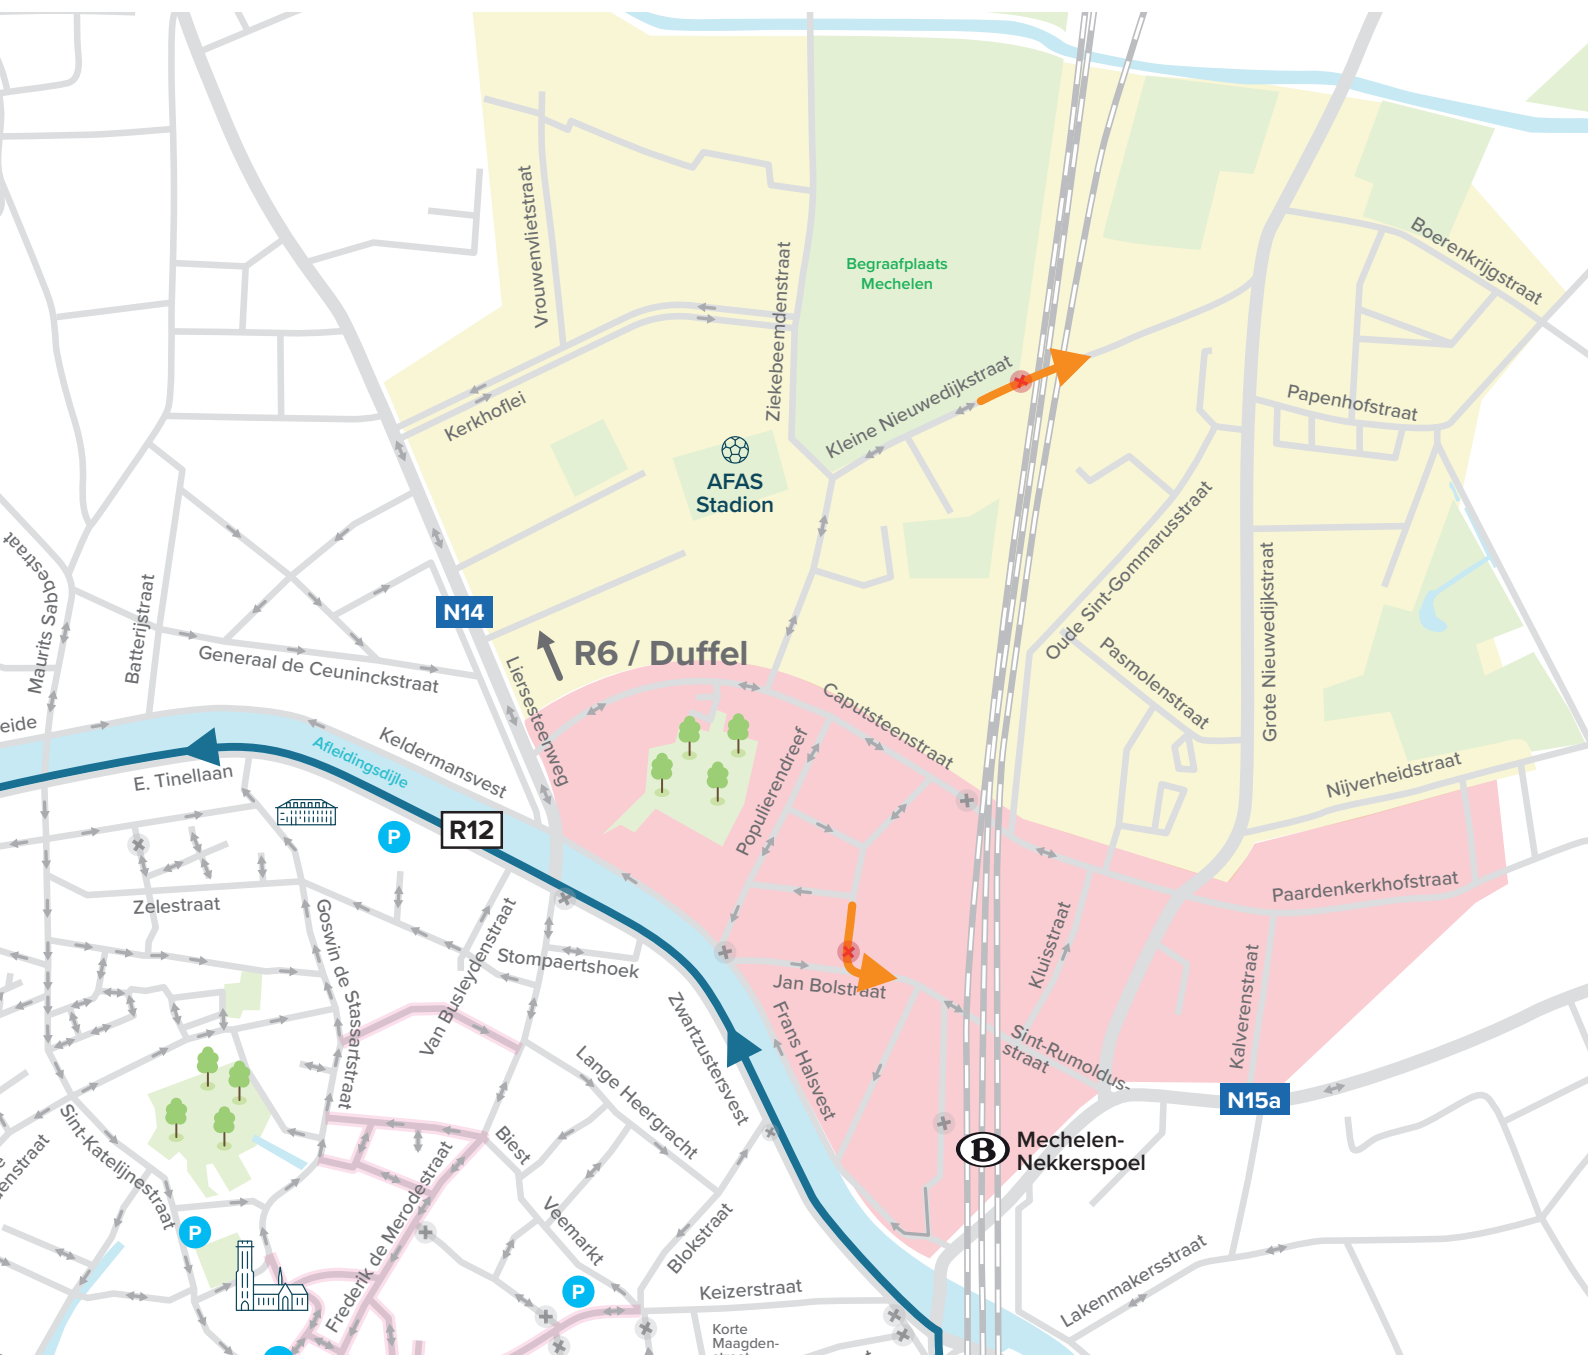 Boerenkrijgstraat
Vrouwenvlietstraat
Ziekebeemdenstraat
Begraafplaats
Mechelen
Kerkhoflei
Kleine Nieuwedijkstraat
Papenhofstraat
AFAS
Stadion
Oude Sint-Gommarusstraat
Grote Nieuwedijkstraat
Maurits Sabbestraat
Batterijstraat
N14
Generaal de Ceuninckstraat
R6 / Duffel
Pasmolenstraat
Liersesteenweg
Caputsteenstraat
eide
Keldermansvest
Afleidingsdijle
E. Tinellaan
Populierendreef
Nijverheidstraat
P
R12
Zelestraat
Goswin de Stassartstraat
Van Busleydenstraat
Stompaertshoek
Paardenkerkhofstraat
Kluisstraat
Kalverenstraat
Jan Bolstraat
Zwartzustersvest
Frans Halsvest
Sint-Rumoldus-
straat
Lange Heergracht
N15a
Sint-Katelijnestraat
enstraat
Biest
B
Mechelen-
Nekkerspoel
Frederik de Merodestraat
Veemarkt
Blokstraat
P
P
Keizerstraat
Lakenmakersstraat
Korte
Maagden-